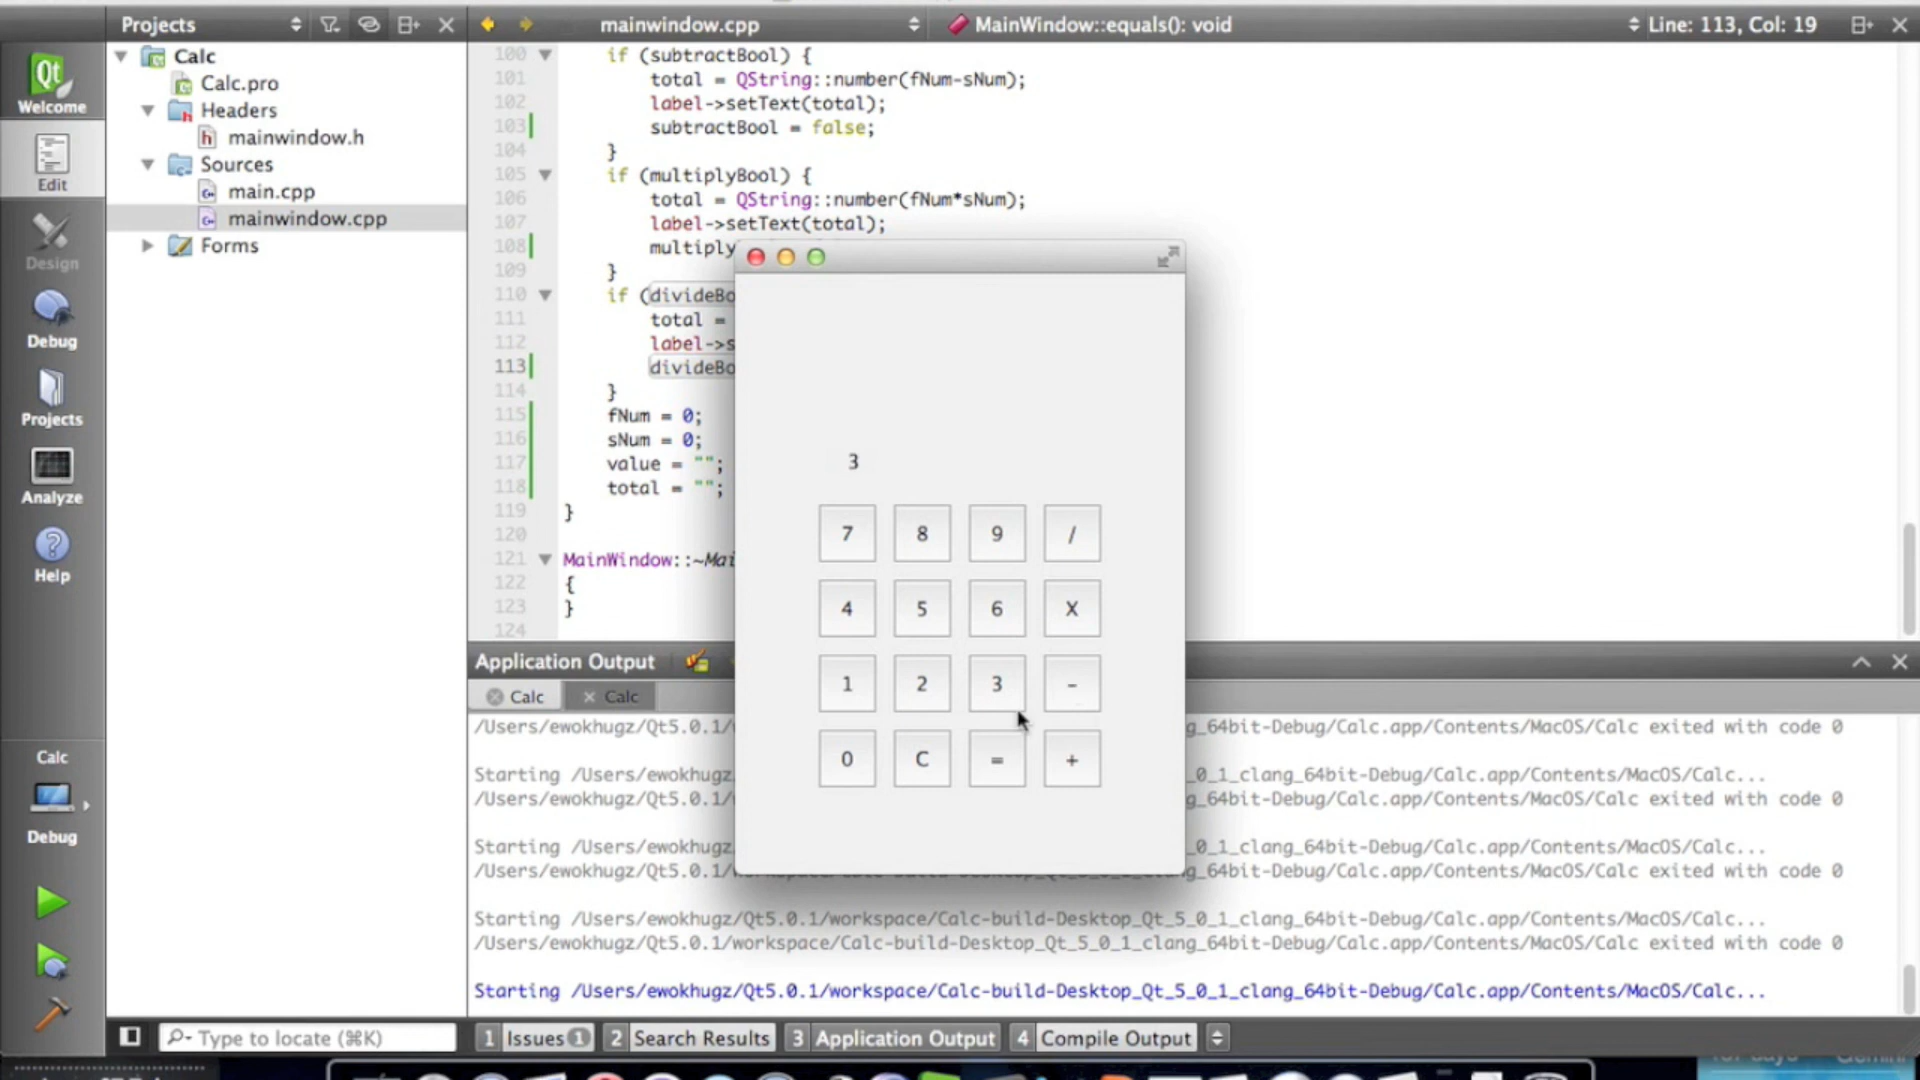 Projects
mainwindow.cpp
MainWindow::equals(): void
Line: 113, Col: 19
Qt
Welcome
Edit
Design
Debug
Projects
Analyze
Help
Calc
Debug
Calc
Calc.pro
Headers
mainwindow.h
Sources
main.cpp
mainwindow.cpp
Forms
100 if (subtractBool) {
101 total = QString::number(fNum-sNum);
102 label->setText(total);
103 subtractBool = false;
104 }
105 if (multiplyBool) {
106 total = QString::number(fNum*sNum);
107 label->setText(total);
108 multiply
109 }
110 if (divideBo
111 total =
112 label->s
113 divideBo
114 }
115 fNum = 0;
116 sNum = 0;
117 value = "";
118 total = "";
119 }
120
121 MainWindow::~Mai
122 {
123 }
124
3
7 8 9 /
4 5 6 X
1 2 3 -
0 C = +
Application Output
Calc
Calc
/Users/ewokhugz/Qt5.0.1/ g_64bit-Debug/Calc.app/Contents/MacOS/Calc exited with code 0
Starting /Users/ewokhugz _0_1_clang_64bit-Debug/Calc.app/Contents/MacOS/Calc...
/Users/ewokhugz/Qt5.0.1/ g_64bit-Debug/Calc.app/Contents/MacOS/Calc exited with code 0
Starting /Users/ewokhugz _0_1_clang_64bit-Debug/Calc.app/Contents/MacOS/Calc...
/Users/ewokhugz/Qt5.0.1/workspace/Calc-build-Desktop_Qt_5_0_1_clang_64bit-Debug/Calc.app/Contents/MacOS/Calc exited with code 0
Starting /Users/ewokhugz/Qt5.0.1/workspace/Calc-build-Desktop_Qt_5_0_1_clang_64bit-Debug/Calc.app/Contents/MacOS/Calc...
/Users/ewokhugz/Qt5.0.1/workspace/Calc-build-Desktop_Qt_5_0_1_clang_64bit-Debug/Calc.app/Contents/MacOS/Calc exited with code 0
Starting /Users/ewokhugz/Qt5.0.1/workspace/Calc-build-Desktop_Qt_5_0_1_clang_64bit-Debug/Calc.app/Contents/MacOS/Calc...
Type to locate (⌘K)
1 Issues 1
2 Search Results
3 Application Output
4 Compile Output